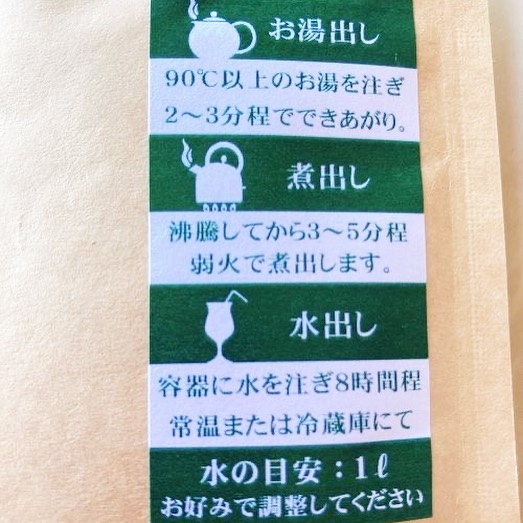 お湯出し
90℃以上のお湯を注ぎ
2〜3分程でできあがり。
煮出し
沸騰してから3〜5分程
弱火で煮出します。
水出し
容器に水を注ぎ8時間程
常温または冷蔵庫にて
水の目安：1ℓ
お好みで調整してください